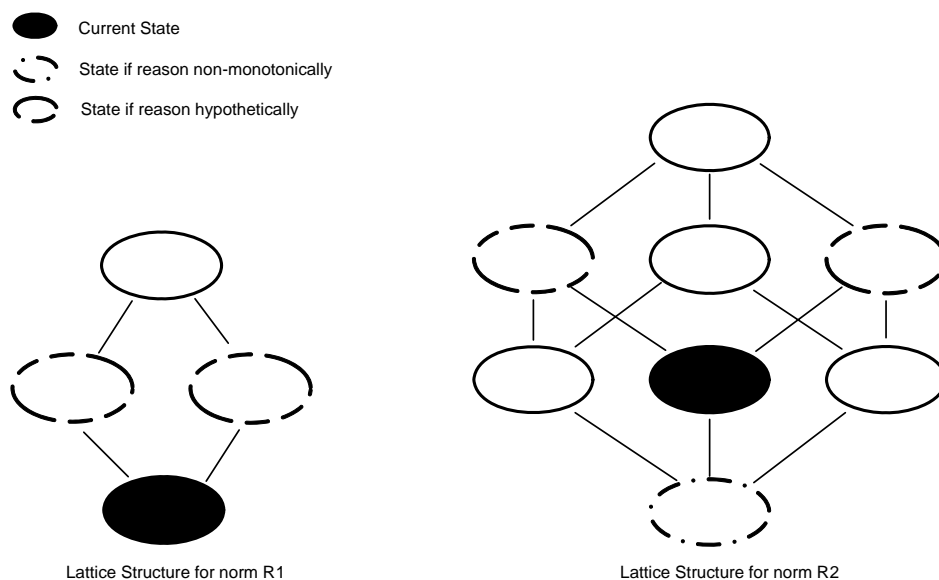 Current State
State if reason non-monotonically
State if reason hypothetically
Lattice Structure for norm R1
Lattice Structure for norm R2